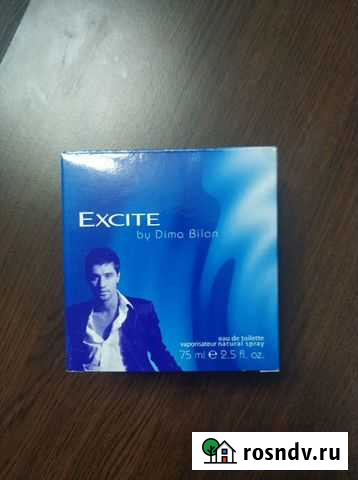 EXCITE
by Dima Bilan
eau de toilette
vaporisateur natural spray
75 ml ℮ 2.5 fl. oz.
rosndv.ru